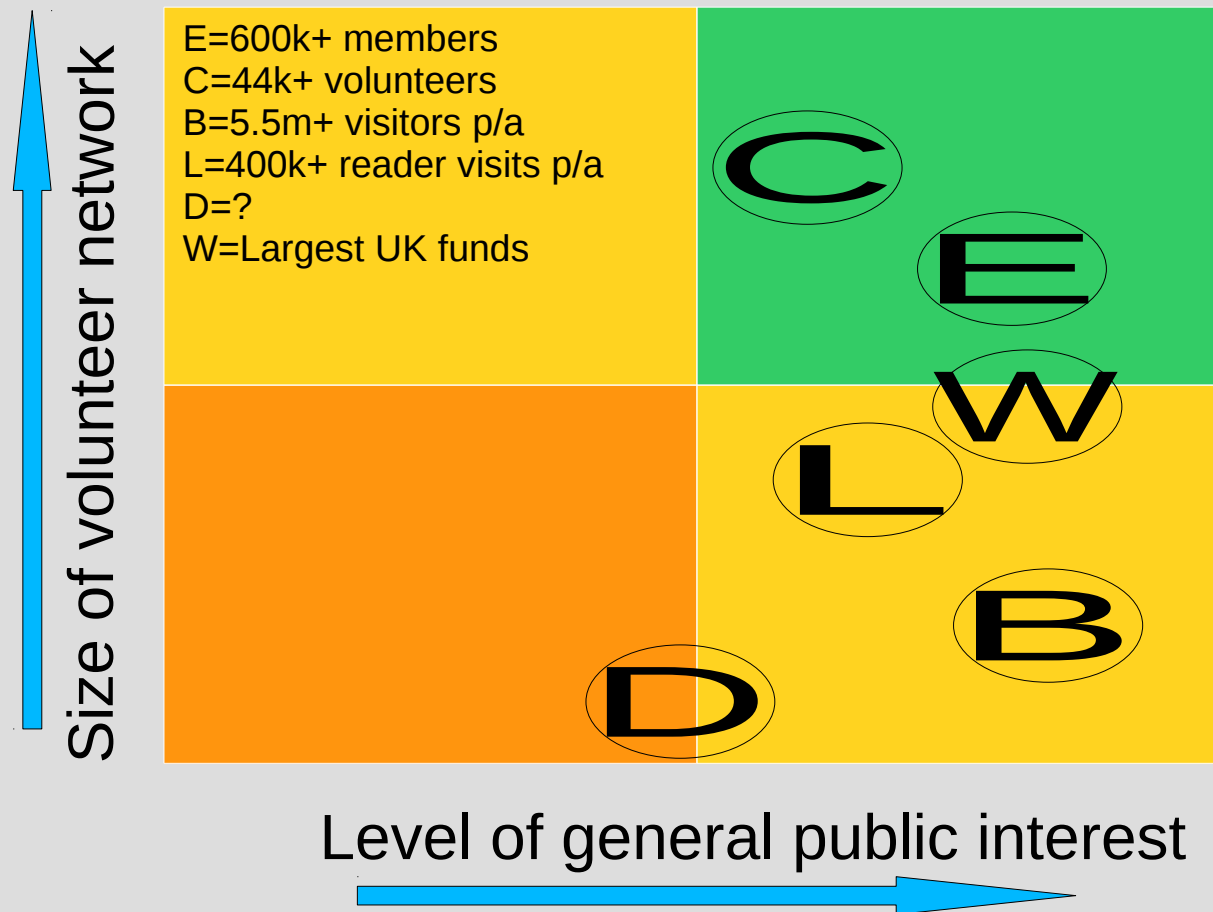 E=600k+ members
C=44k+ volunteers
B=5.5m+ visitors p/a
L=400k+ reader visits p/a
D=?
W=Largest UK funds
Size of volunteer network
C
E
W
L
B
D
Level of general public interest